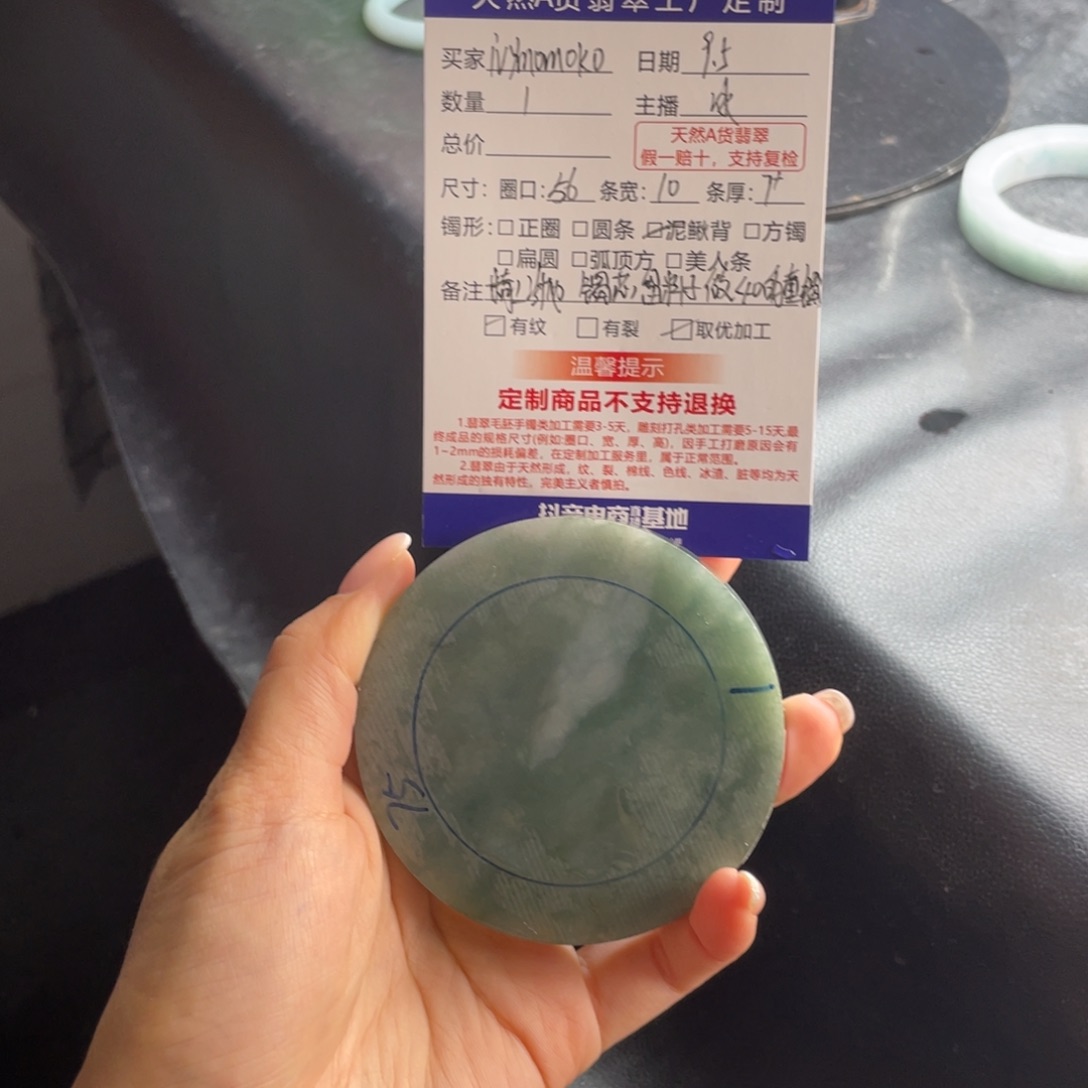 天然A货翡翠工厂定制
买家 日期 9.5
数量 1 主播
总价 天然A货翡翠
假一赔十，支持复检
尺寸: 圈口: 56 条宽: 10 条厚: 7+
镯形: □正圈 □圆条 ☑泥鳅背 □方镯
□扁圆 □弧顶方 □美人条
备注 镯芯
☑有纹 □有裂 ☑取优加工
温馨提示
定制商品不支持退换
1.翡翠毛胚手镯类加工需要3-5天，雕刻打孔类加工需要5-15天,最
终成品的规格尺寸(例如:圈口、宽、厚、高)，因手工打磨原因会有
1~2mm的损耗偏差，在定制加工服务里，属于正常范围。
2.翡翠由于天然形成，纹、裂、棉线、色线、冰渣、脏等均为天
然形成的独有特性。完美主义者慎拍。
抖音电商直播基地
75